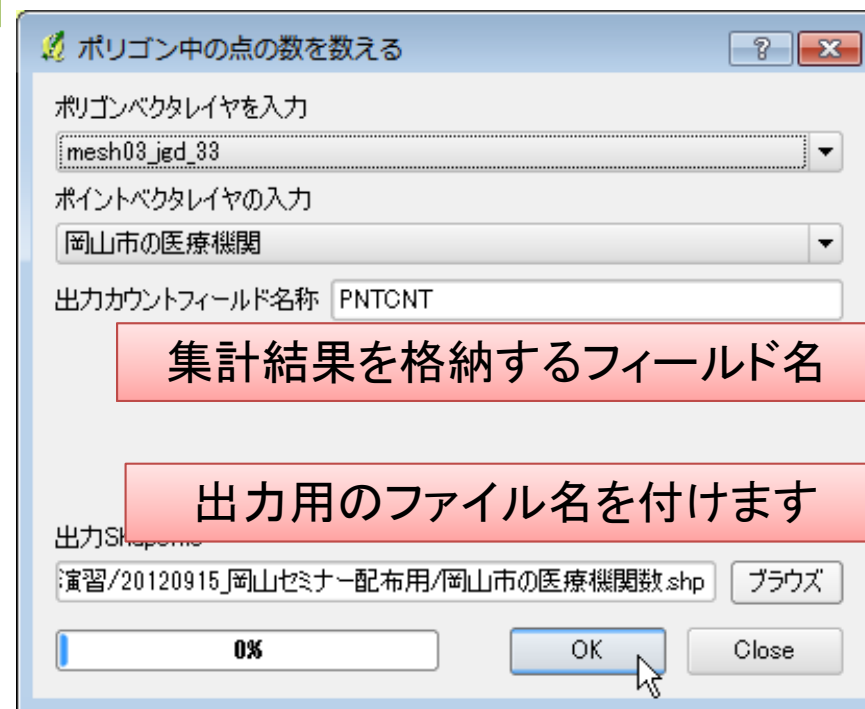 ポリゴン中の点の数を数える
ポリゴンベクタレイヤを入力
mesh03_jgd_33
ポイントベクタレイヤの入力
岡山市の医療機関
出力カウントフィールド名称 PNTCNT
集計結果を格納するフィールド名
出力用のファイル名を付けます
出力
演習/20120915_岡山セミナー配布用/岡山市の医療機関数.shp ブラウズ
0% OK Close